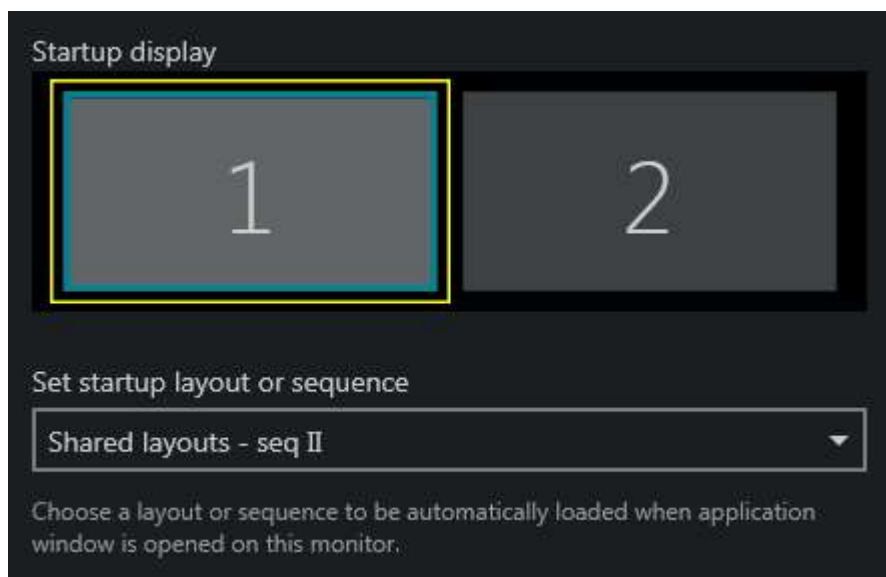 Startup display
1 2
Set startup layout or sequence
Shared layouts - seq II
Choose a layout or sequence to be automatically loaded when application
window is opened on this monitor.